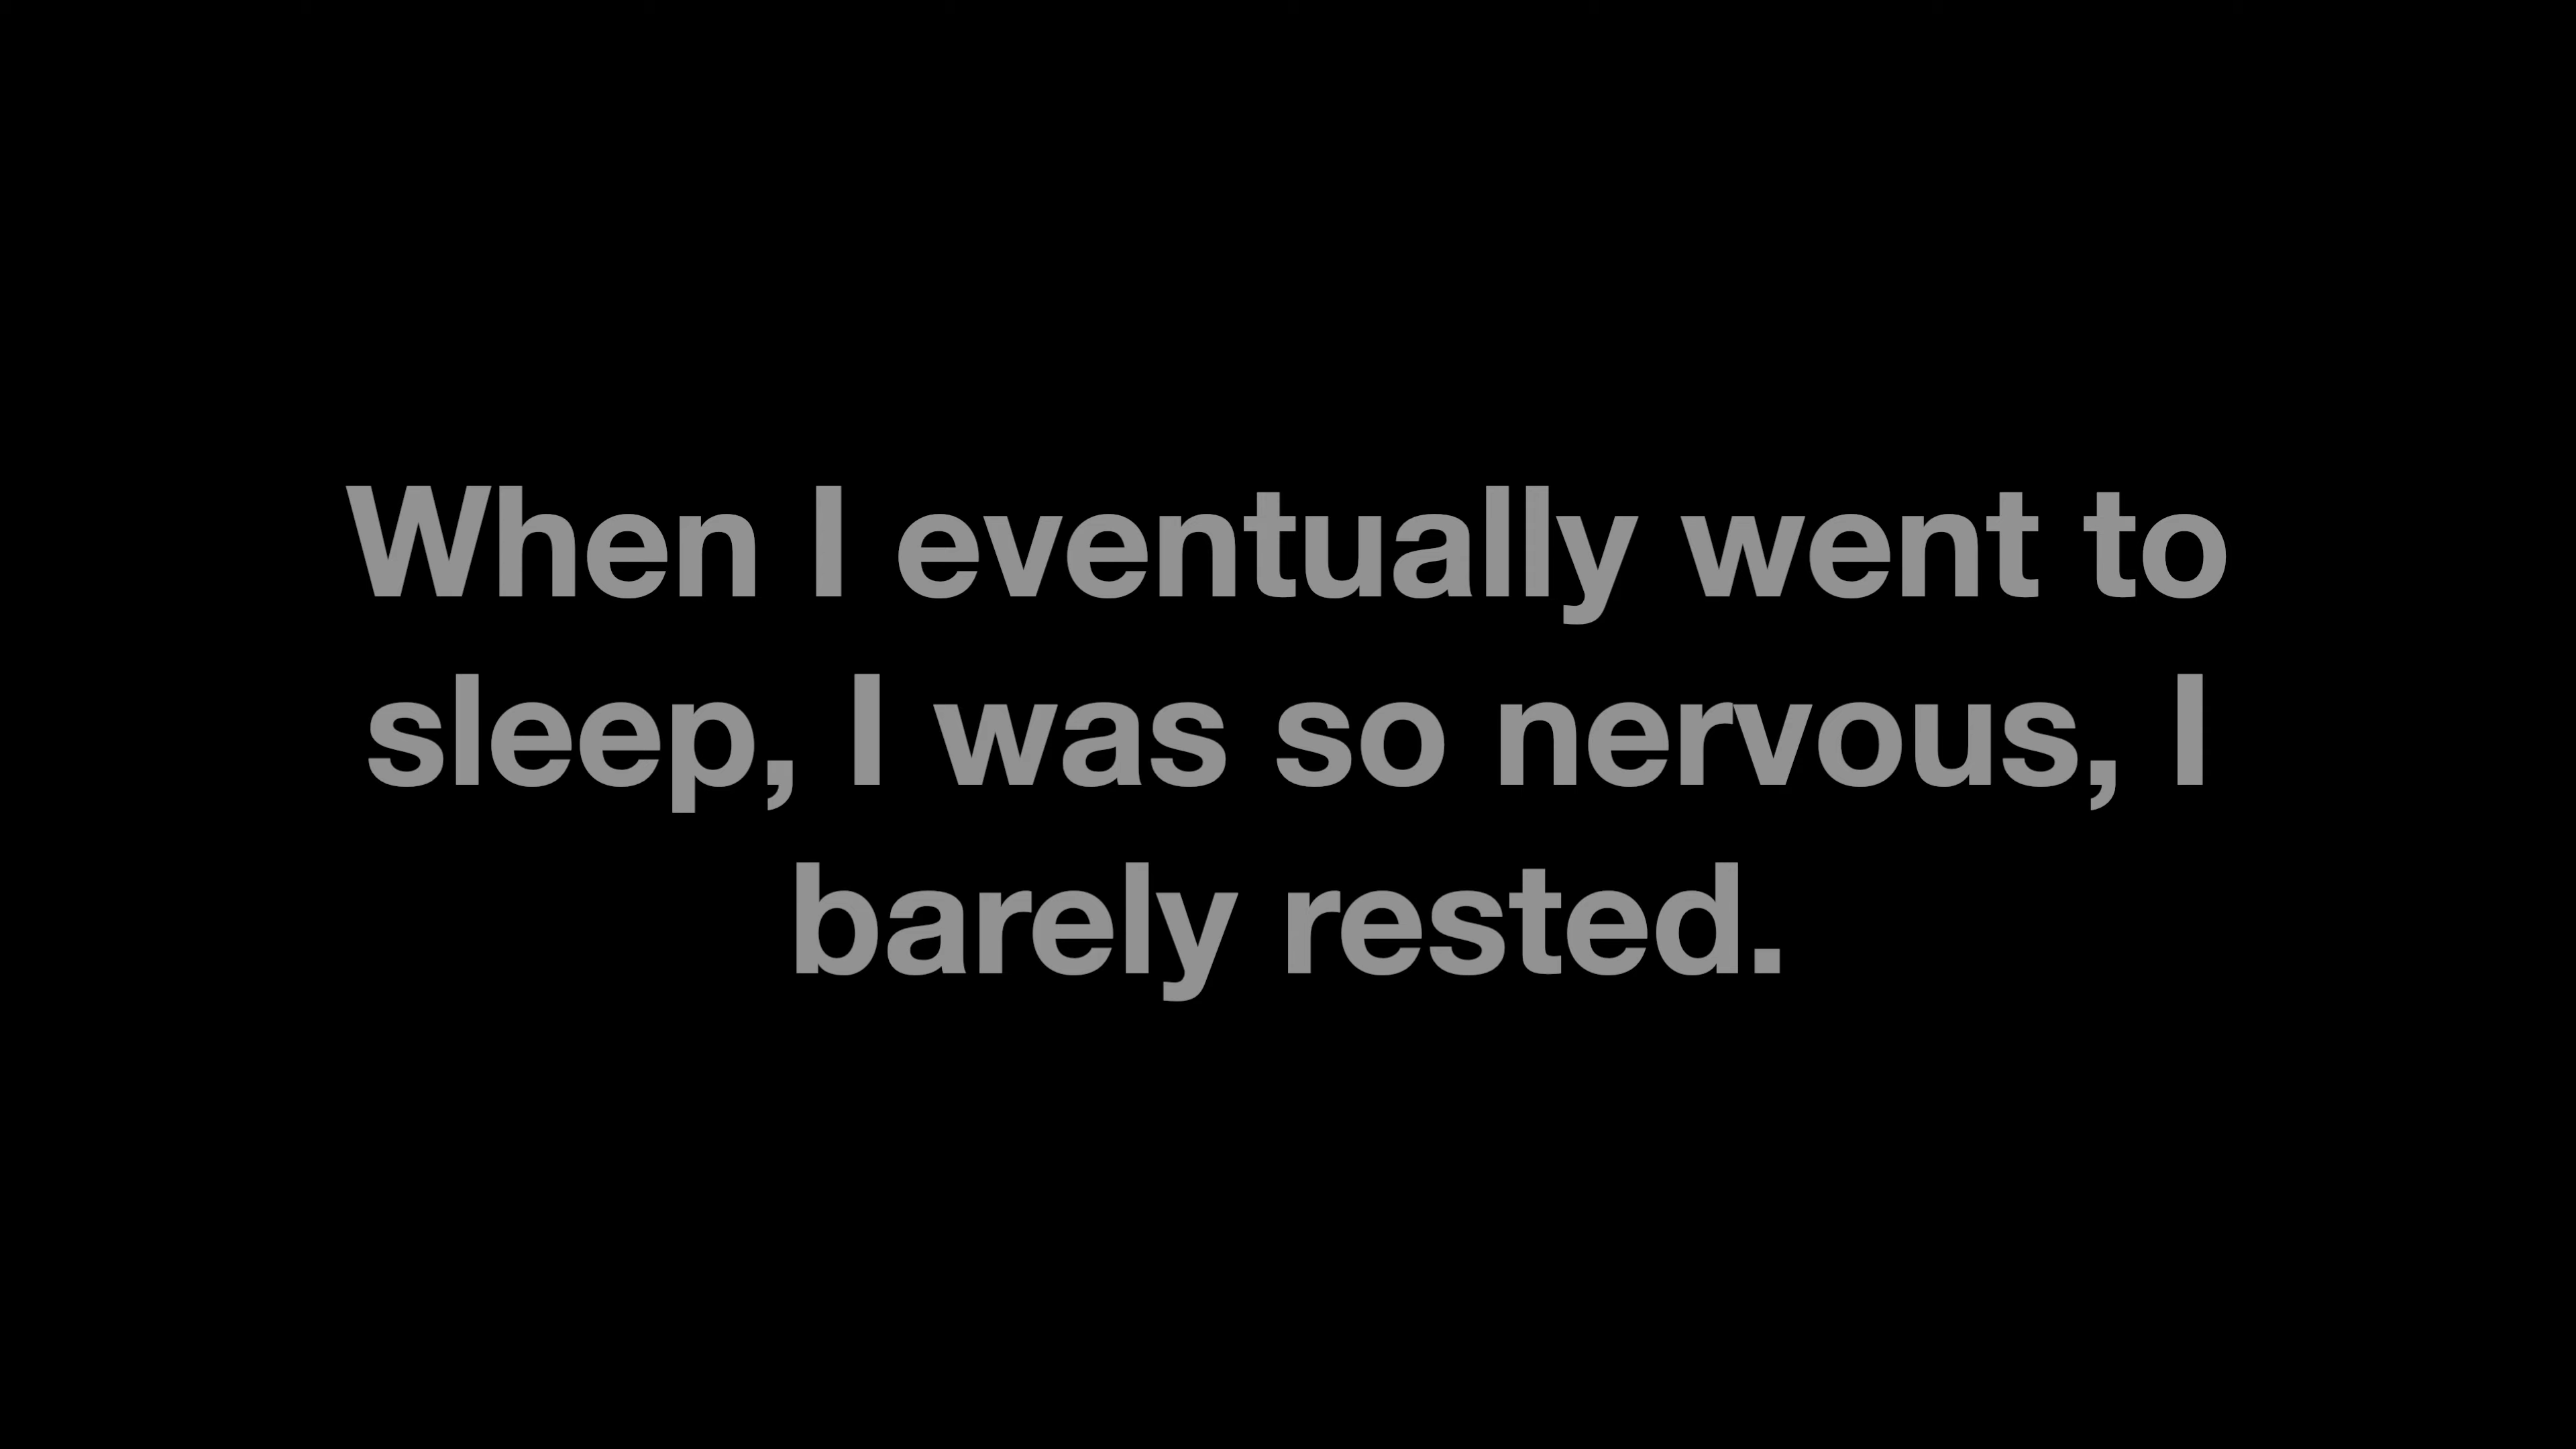 When I eventually went to
sleep, I was so nervous, I
barely rested.